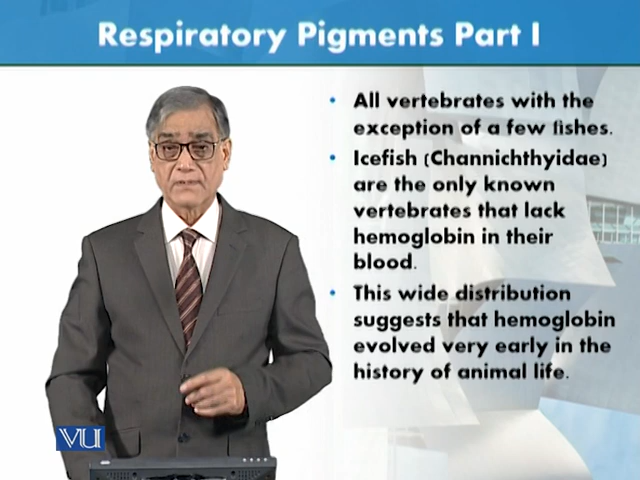 Respiratory Pigments Part I
• All vertebrates with the
exception of a few fishes.
• Icefish (Channichthyidae)
are the only known
vertebrates that lack
hemoglobin in their
blood.
• This wide distribution
suggests that hemoglobin
evolved very early in the
history of animal life.
VU